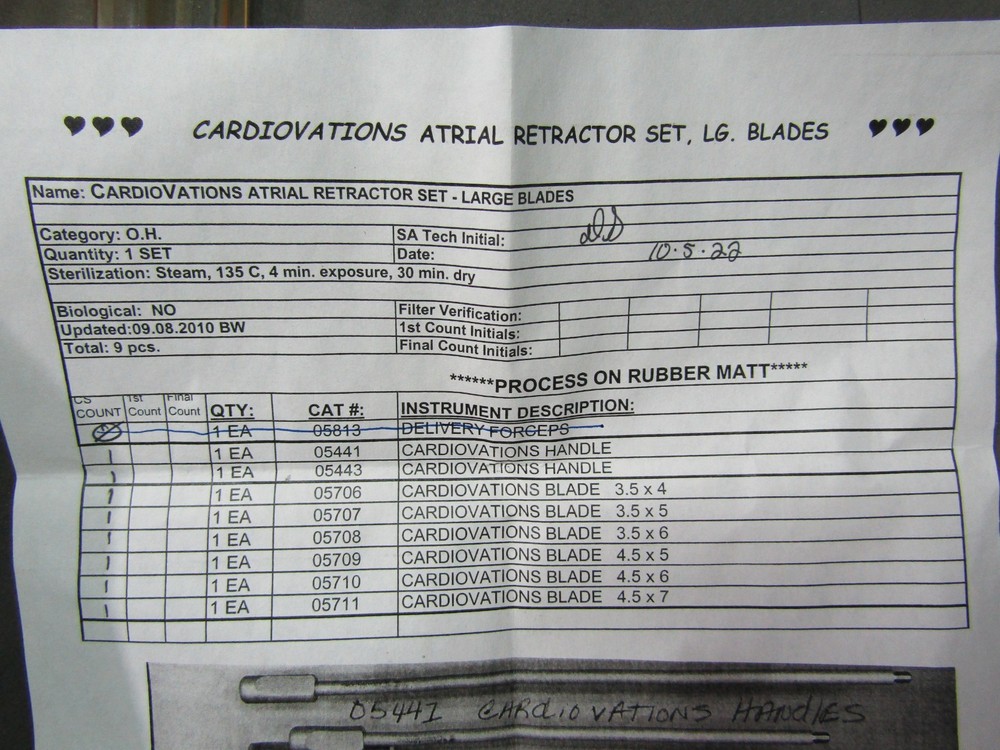 ♥♥♥ CARDIOVATIONS ATRIAL RETRACTOR SET, LG. BLADES ♥♥♥
Name: CARDIOVATIONS ATRIAL RETRACTOR SET - LARGE BLADES
Category: O.H. SA Tech Initial:
Quantity: 1 SET Date: 10.5.22
Sterilization: Steam, 135 C, 4 min. exposure, 30 min. dry
Biological: NO Filter Verification:
Updated:09.08.2010 BW 1st Count Initials:
Total: 9 pcs. Final Count Initials:
******PROCESS ON RUBBER MATT*****
CS COUNT 1st Count Final Count QTY: CAT #: INSTRUMENT DESCRIPTION:
1 EA 05813 DELIVERY FORCEPS
1 1 EA 05441 CARDIOVATIONS HANDLE
1 1 EA 05443 CARDIOVATIONS HANDLE
1 1 EA 05706 CARDIOVATIONS BLADE 3.5 x 4
1 1 EA 05707 CARDIOVATIONS BLADE 3.5 x 5
1 1 EA 05708 CARDIOVATIONS BLADE 3.5 x 6
1 1 EA 05709 CARDIOVATIONS BLADE 4.5 x 5
1 1 EA 05710 CARDIOVATIONS BLADE 4.5 x 6
1 1 EA 05711 CARDIOVATIONS BLADE 4.5 x 7
05441 CARDIOVATIONS HANDLES